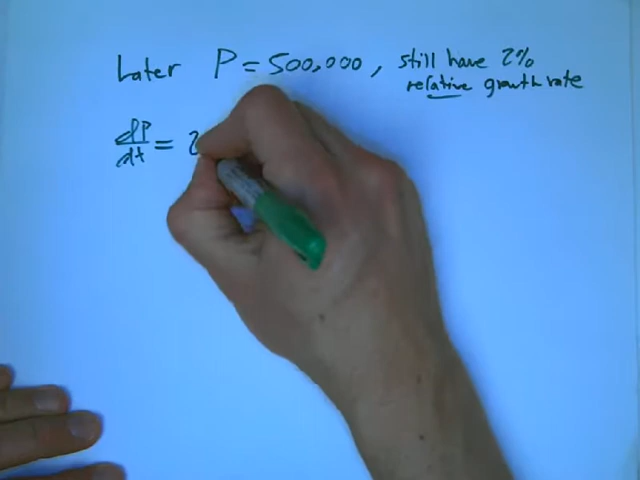 Later P = 500,000, still have 2%
relative growth rate
dP/dt = 2